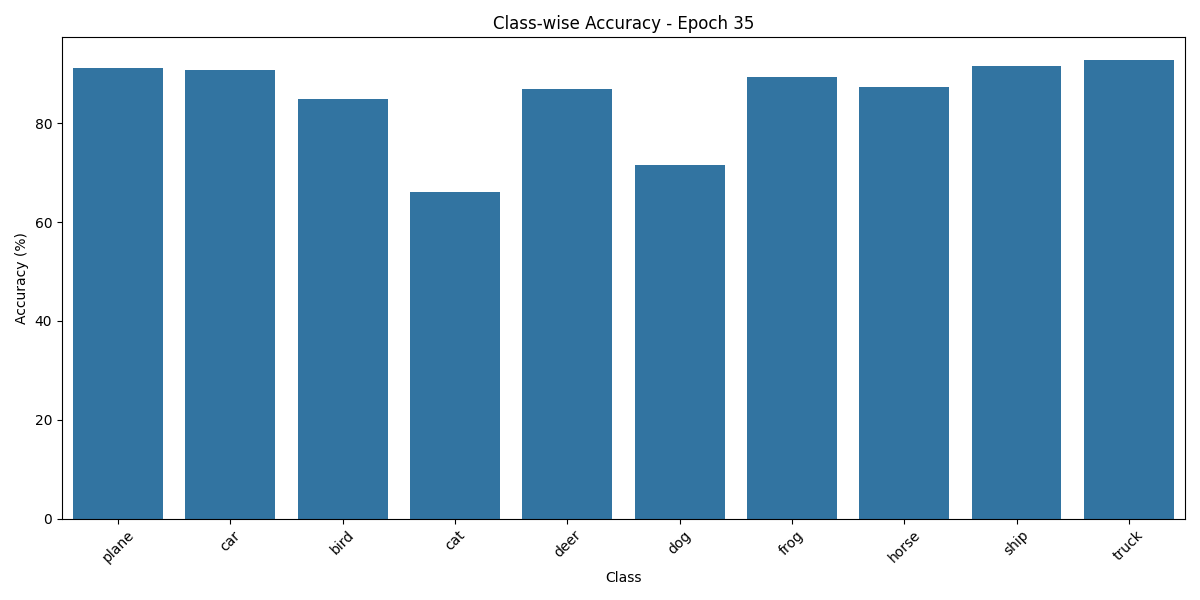 Class-wise Accuracy - Epoch 35
Accuracy (%)
80
60
40
20
0
plane
car
bird
cat
deer
dog
frog
horse
ship
truck
Class